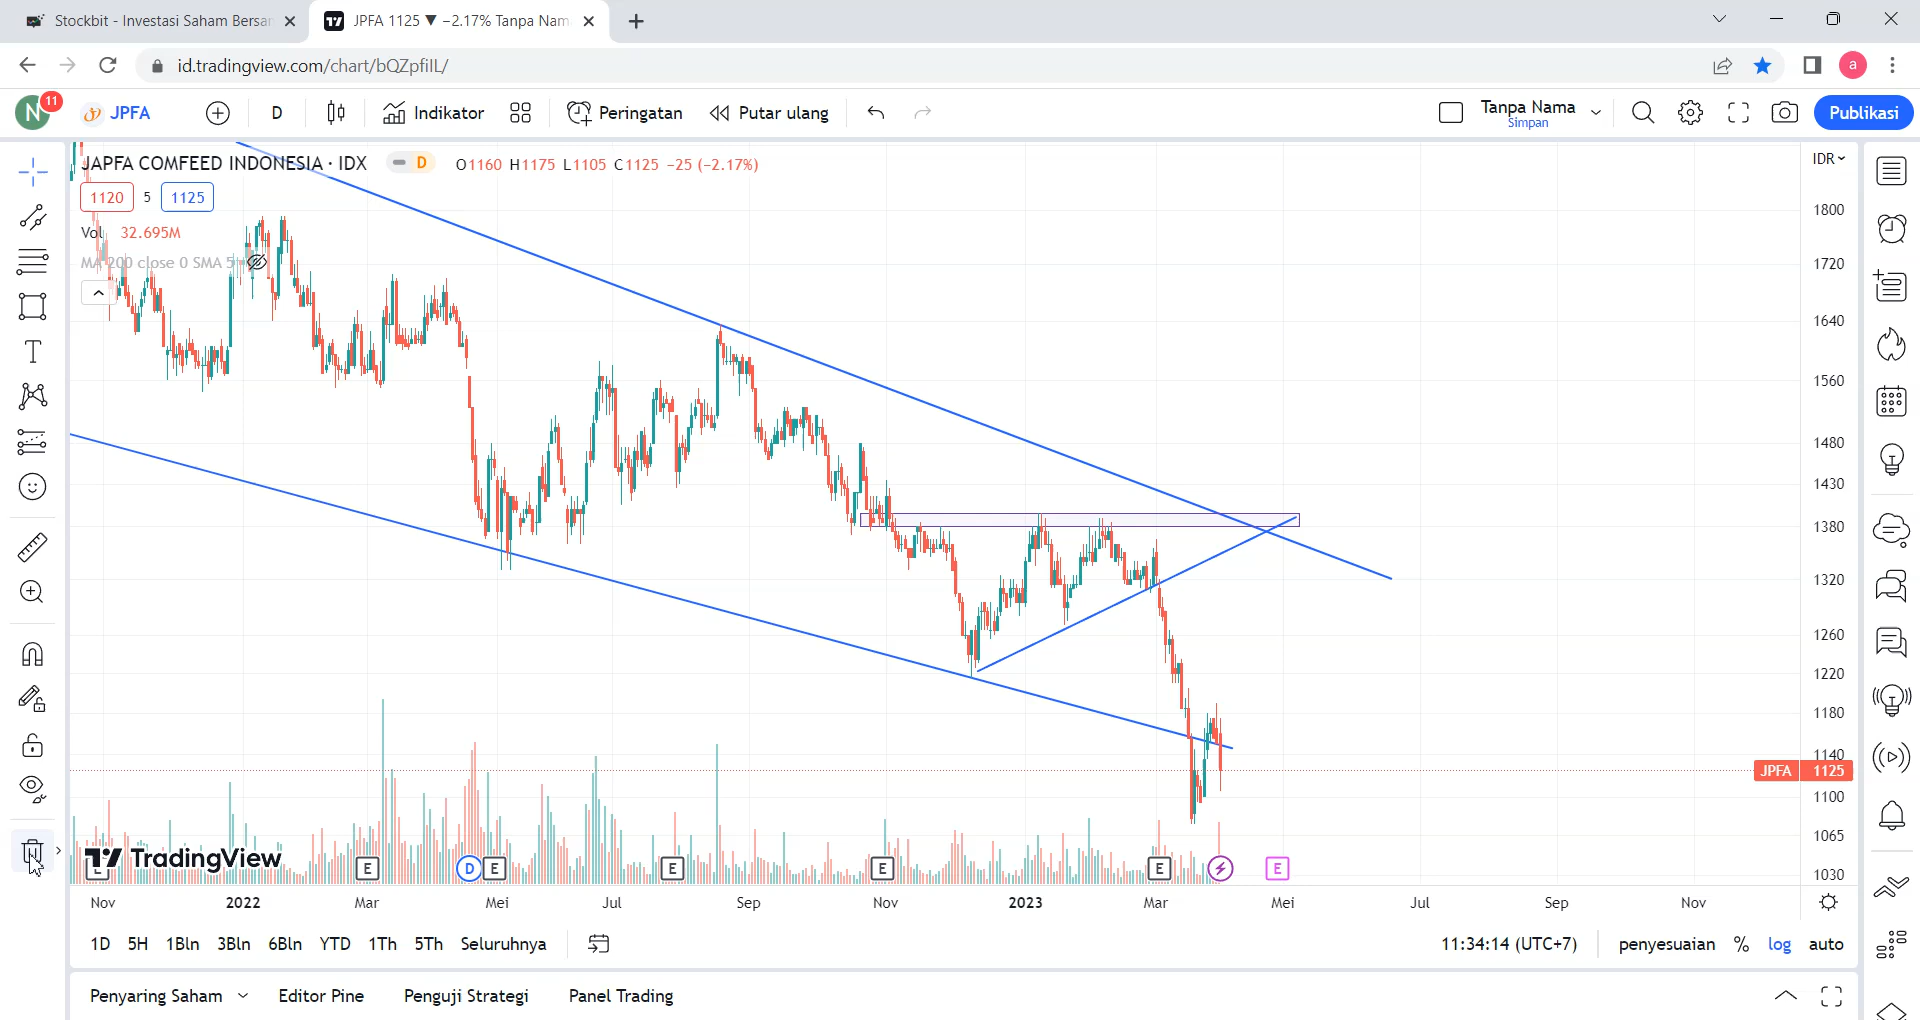 Stockbit - Investasi Saham Bersar
JPFA 1125 ▼ −2.17% Tanpa Nam
id.tradingview.com/chart/bQZpfiIL/
N 11 JPFA D Indikator Peringatan Putar ulang Tanpa Nama Simpan Publikasi
JAPFA COMFEED INDONESIA · IDX D O1160 H1175 L1105 C1125 −25 (−2.17%) IDR
1120 5 1125
Vol 32.695M
MA 200 close 0 SMA 5
1800
1720
1640
1560
1480
1430
1380
1320
1260
1220
1180
1140
JPFA 1125
1100
1065
1030
TradingView
E D E E E E E
Nov 2022 Mar Mei Jul Sep Nov 2023 Mar Mei Jul Sep Nov
1D 5H 1Bln 3Bln 6Bln YTD 1Th 5Th Seluruhnya 11:34:14 (UTC+7) penyesuaian % log auto
Penyaring Saham Editor Pine Penguji Strategi Panel Trading